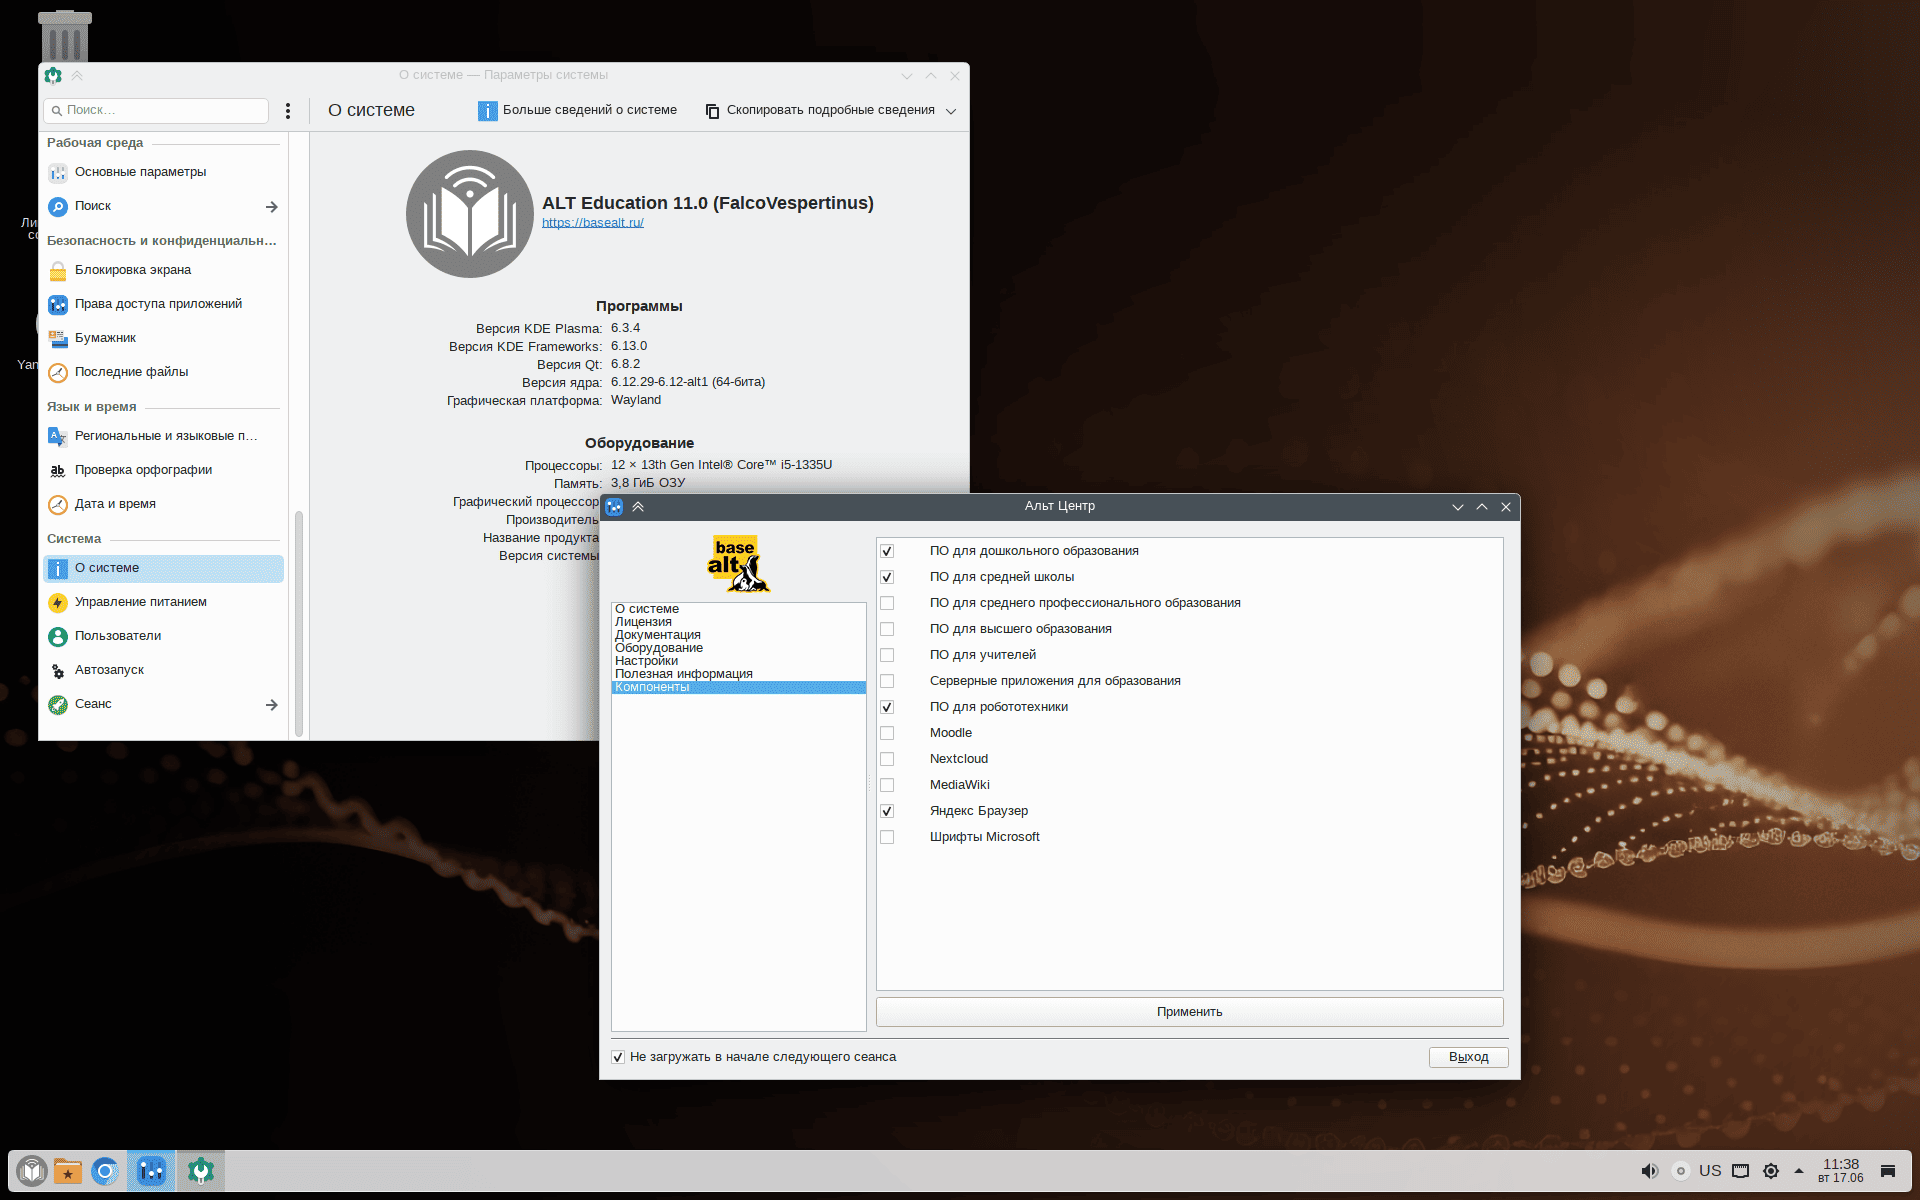 О системе — Параметры системы
Поиск...
О системе
Больше сведений о системе
Скопировать подробные сведения
Рабочая среда
Основные параметры
Поиск
Безопасность и конфиденциальн...
Блокировка экрана
Права доступа приложений
Бумажник
Последние файлы
Язык и время
Региональные и языковые п...
Проверка орфографии
Дата и время
Система
О системе
Управление питанием
Пользователи
Автозапуск
Сеанс
ALT Education 11.0 (FalcoVespertinus)
https://basealt.ru/
Программы
Версия KDE Plasma: 6.3.4
Версия KDE Frameworks: 6.13.0
Версия Qt: 6.8.2
Версия ядра: 6.12.29-6.12-alt1 (64-бита)
Графическая платформа: Wayland
Оборудование
Процессоры: 12 × 13th Gen Intel® Core™ i5-1335U
Память: 3,8 ГиБ ОЗУ
Графический процессор
Производитель
Название продукта
Версия системы
Альт Центр
base
alt
О системе
Лицензия
Документация
Оборудование
Настройки
Полезная информация
Компоненты
ПО для дошкольного образования
ПО для средней школы
ПО для среднего профессионального образования
ПО для высшего образования
ПО для учителей
Серверные приложения для образования
ПО для робототехники
Moodle
Nextcloud
MediaWiki
Яндекс Браузер
Шрифты Microsoft
Применить
Не загружать в начале следующего сеанса
Выход
US
11:38
вт 17.06